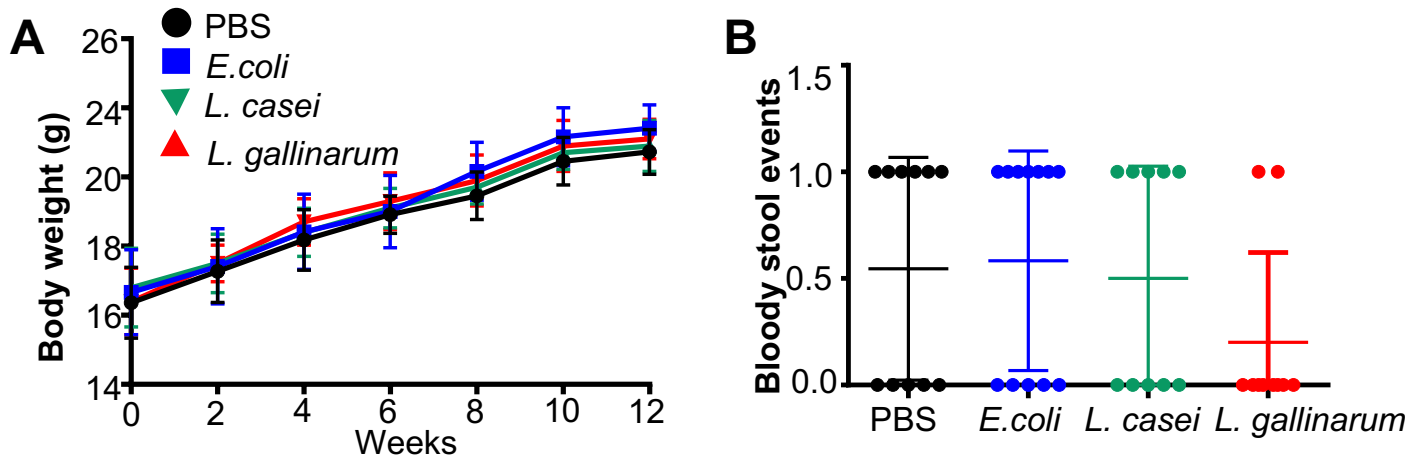 A
PBS
E.coli
L. casei
L. gallinarum
Body weight (g)
26
24
20
18
16
14
0 2 4 6 8 10 12
Weeks
B
Bloody stool events
1.5
1.0
0.5
0.0
PBS E.coli L. casei L. gallinarum